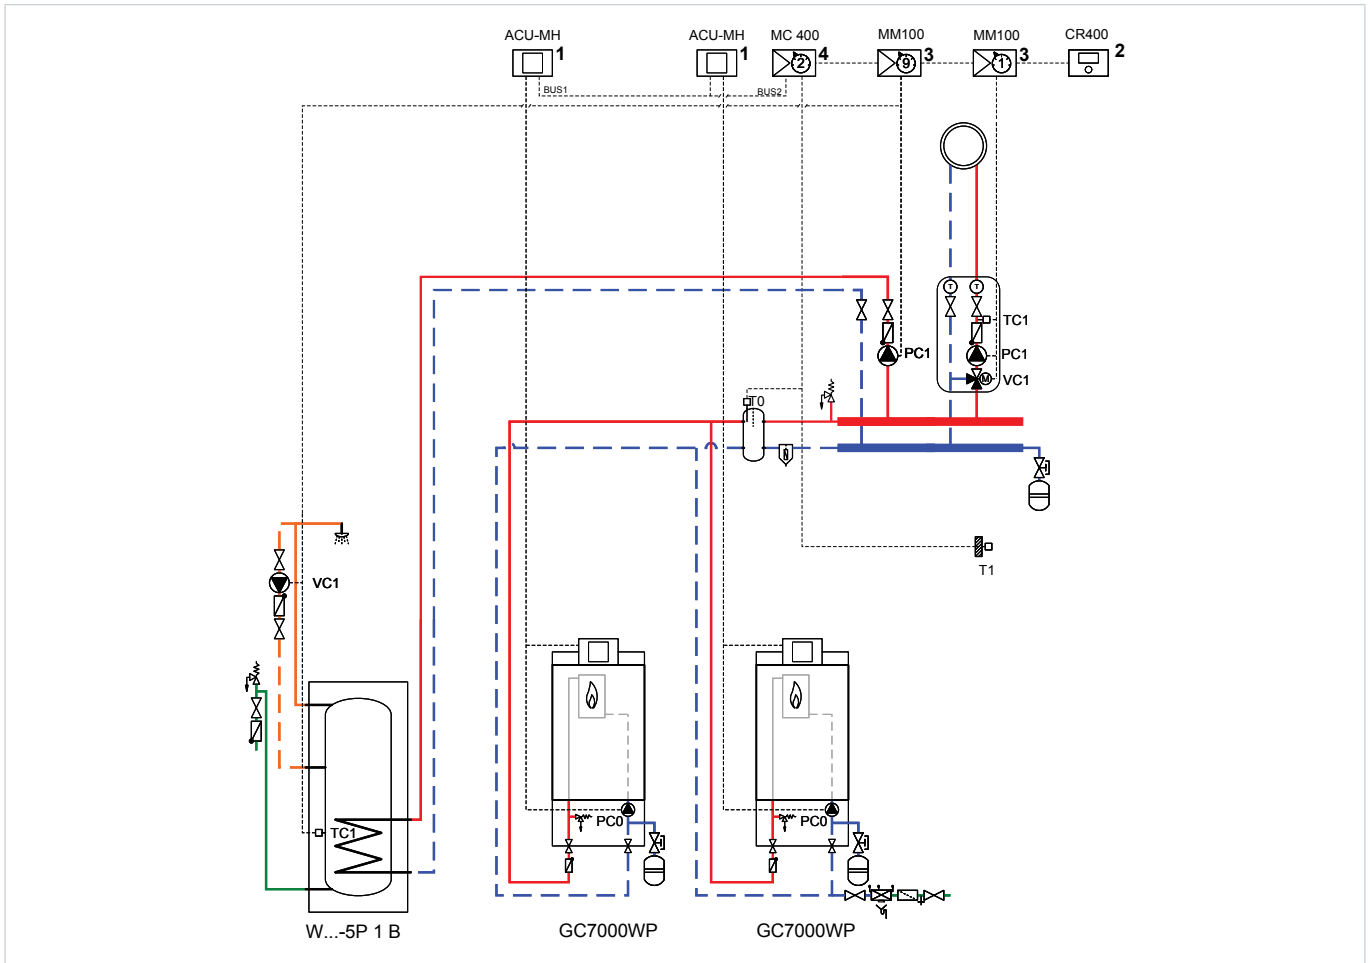 ACU-MH ACU-MH MC 400 MM100 MM100 CR400
1 1 2 4 9 3 1 3 2
BUS1 BUS2
T T
TC1
PC1 PC1
M VC1
T0
T1
VC1
TC1
PC0 PC0
W...-5P 1 B GC7000WP GC7000WP